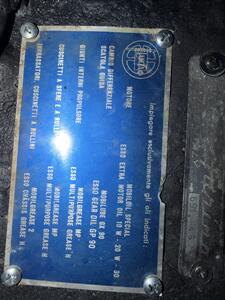 impiegare esclusivamente gli oli indicati :
MOTORE
MOBILOIL SPECIAL
ESSO EXTRA MOTOR OIL 10 W - 20 W - 30
CAMBIO DIFFERENZIALE
SCATOLA GUIDA
MOBILUBE GX 90
ESSO GEAR OIL GP 90
GIUNTI INTERNI PROPULSORE
MOBILGREASE MP
ESSO MULTIPURPOSE GREASE H
CUSCINETTI A SFERE E A RULLINI
MOBILGREASE MP
ESSO MULTIPURPOSE GREASE H
INGRASSATORI, CUSCINETTI A RULLINI
MOBILGREASE 2
ESSO CHASSIS GREASE H